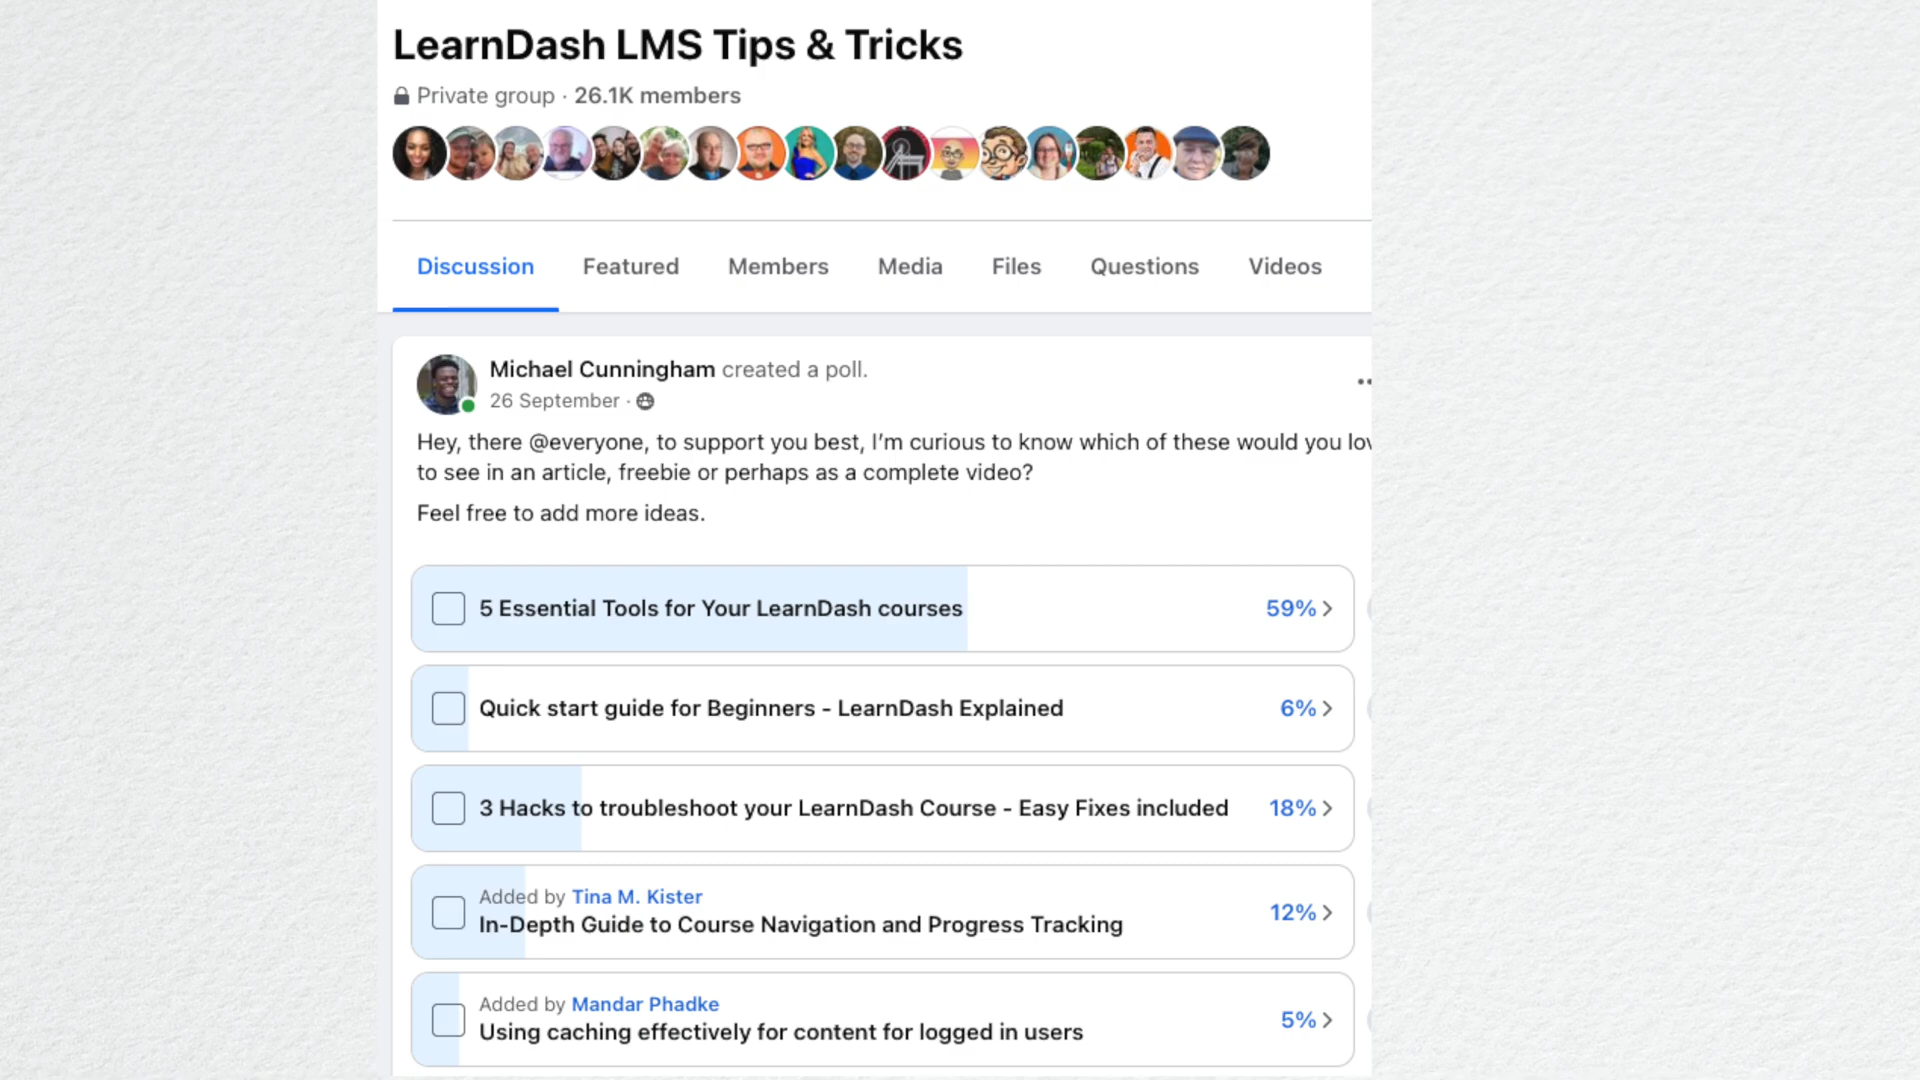 LearnDash LMS Tips & Tricks
Private group · 26.1K members
Discussion Featured Members Media Files Questions Videos
Michael Cunningham created a poll.
26 September ·
Hey, there @everyone, to support you best, I'm curious to know which of these would you lov
to see in an article, freebie or perhaps as a complete video?
Feel free to add more ideas.
5 Essential Tools for Your LearnDash courses 59%
Quick start guide for Beginners - LearnDash Explained 6%
3 Hacks to troubleshoot your LearnDash Course - Easy Fixes included 18%
Added by Tina M. Kister
In-Depth Guide to Course Navigation and Progress Tracking 12%
Added by Mandar Phadke
Using caching effectively for content for logged in users 5%